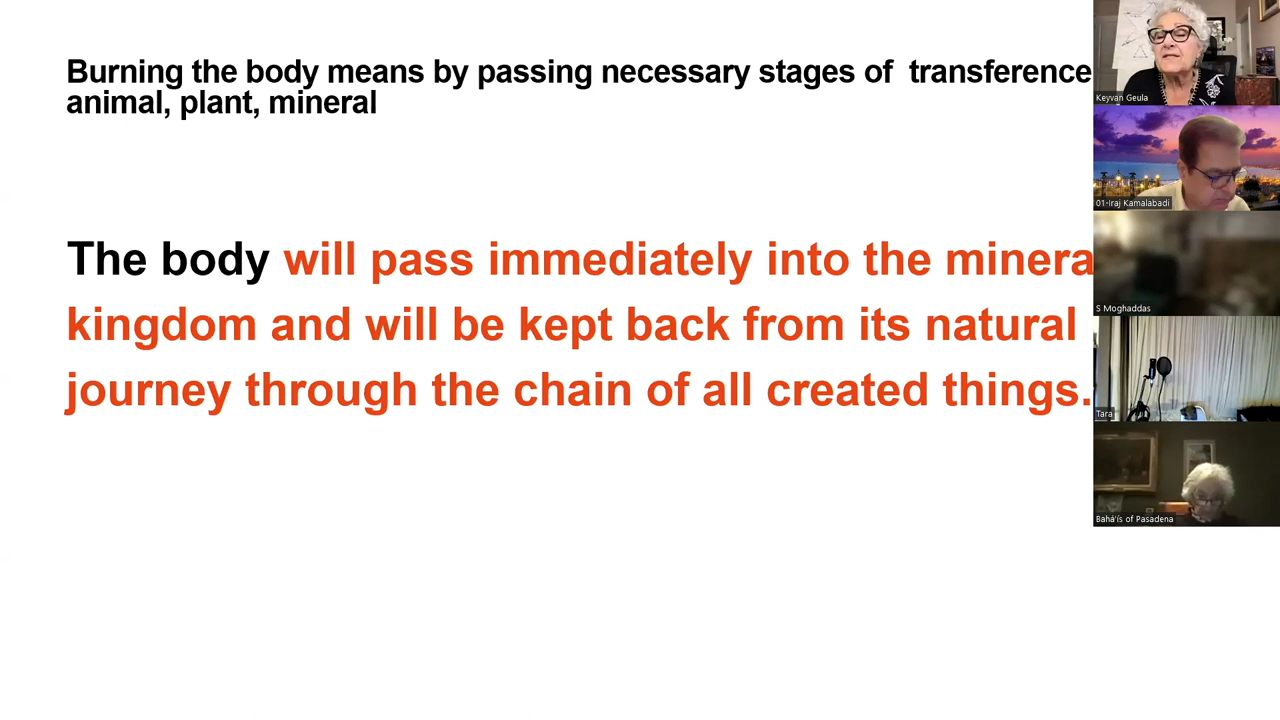 Burning the body means by passing necessary stages of transference
animal, plant, mineral
The body will pass immediately into the minera
kingdom and will be kept back from its natural
journey through the chain of all created things.
Keyvan Geula
01-Iraj Kamalabadi
S Moghaddas
Tara
Bahá'ís of Pasadena